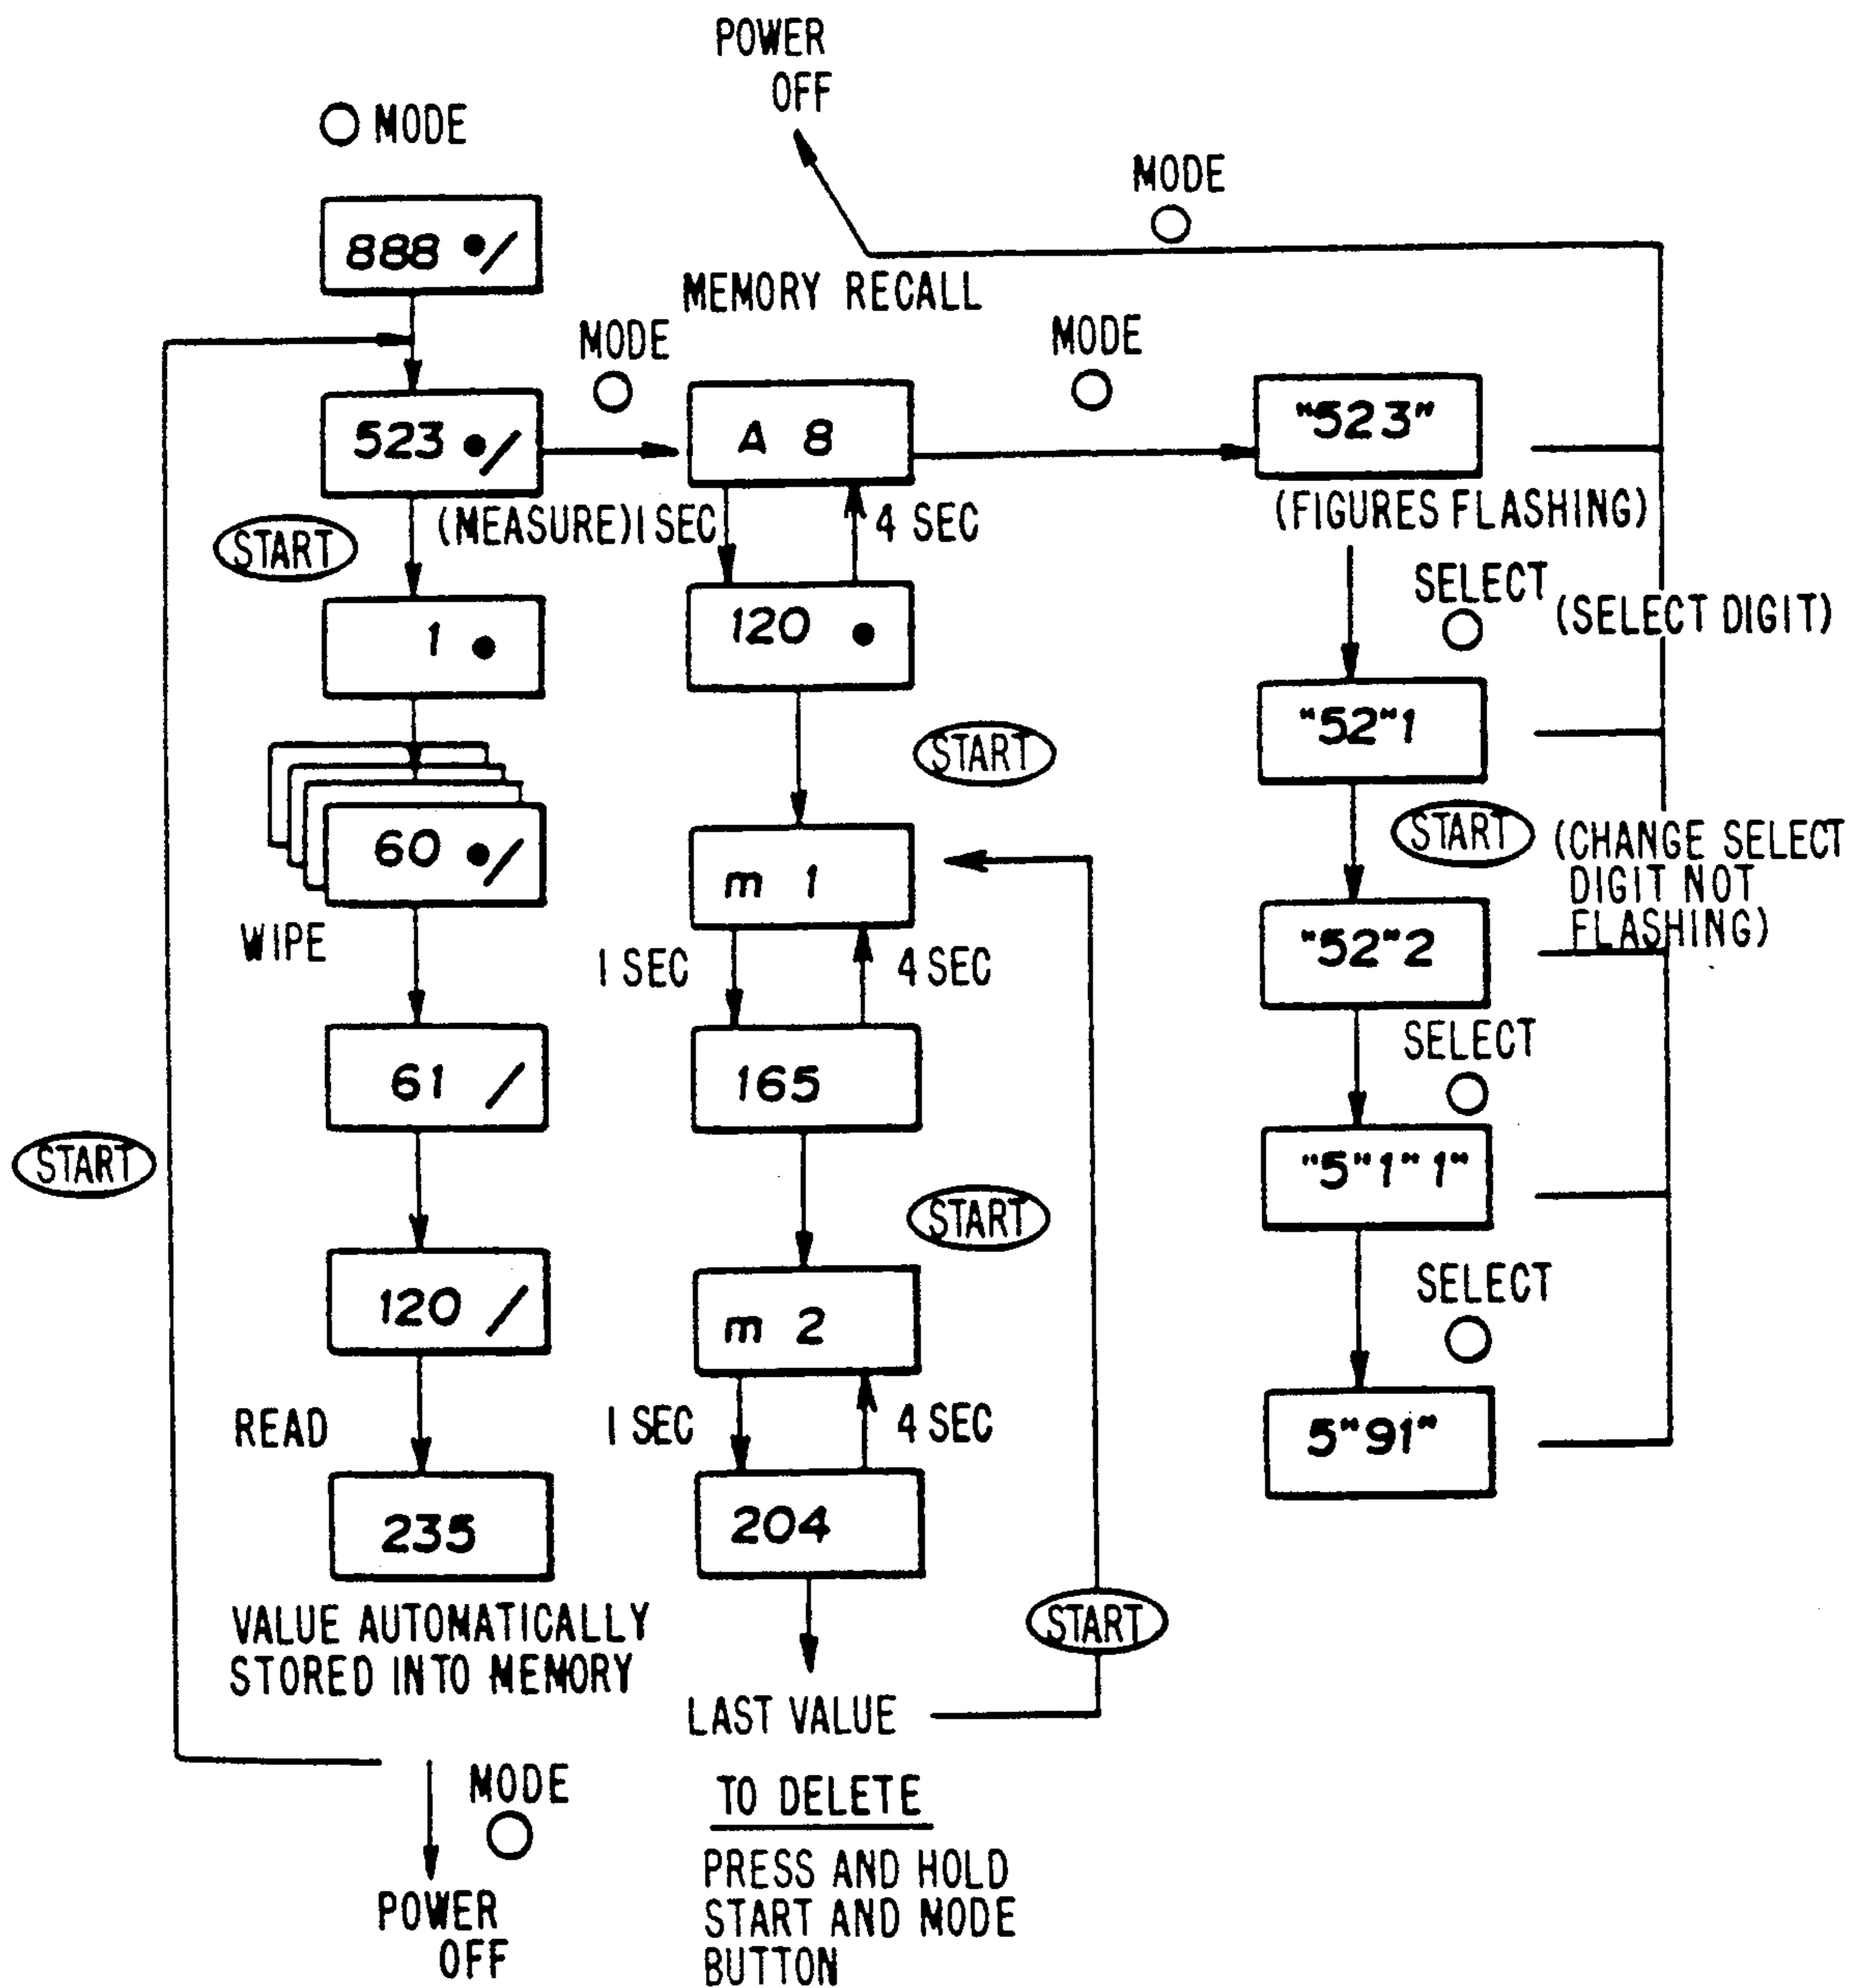 POWER
OFF
MODE
888 ●/
MODE
MEMORY RECALL
MODE
MODE
523 ●/
A 8
"523"
START
(MEASURE) 1 SEC
4 SEC
(FIGURES FLASHING)
1 ●
120 ●
SELECT
(SELECT DIGIT)
"52"1
START
60 ●/
m 1
START
(CHANGE SELECT
DIGIT NOT
FLASHING)
WIPE
1 SEC
4 SEC
"52"2
61 /
165
SELECT
START
"5"1"1"
START
120 /
m 2
SELECT
READ
1 SEC
4 SEC
5"91"
235
204
VALUE AUTOMATICALLY
STORED INTO MEMORY
START
LAST VALUE
MODE
POWER
OFF
TO DELETE
PRESS AND HOLD
START AND MODE
BUTTON